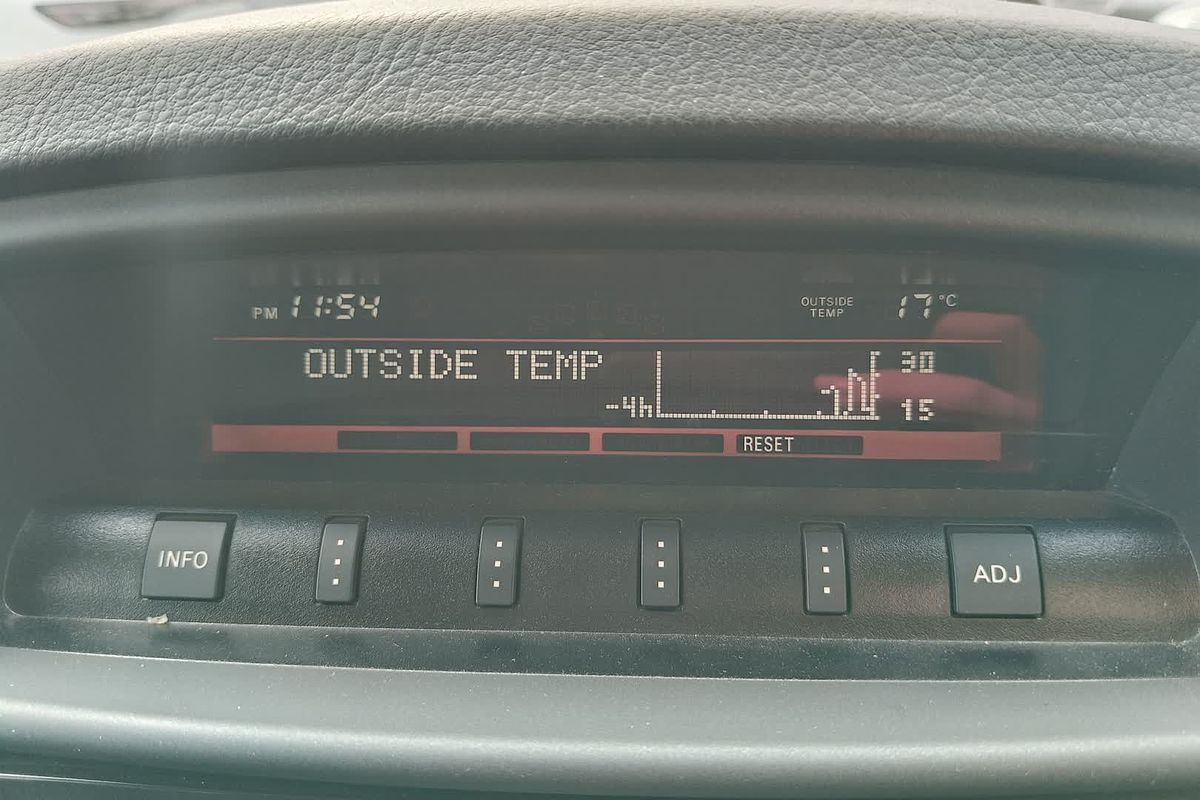 PM 11:54
OUTSIDE TEMP 17 °C
OUTSIDE TEMP
30
-4h
15
RESET
INFO
ADJ